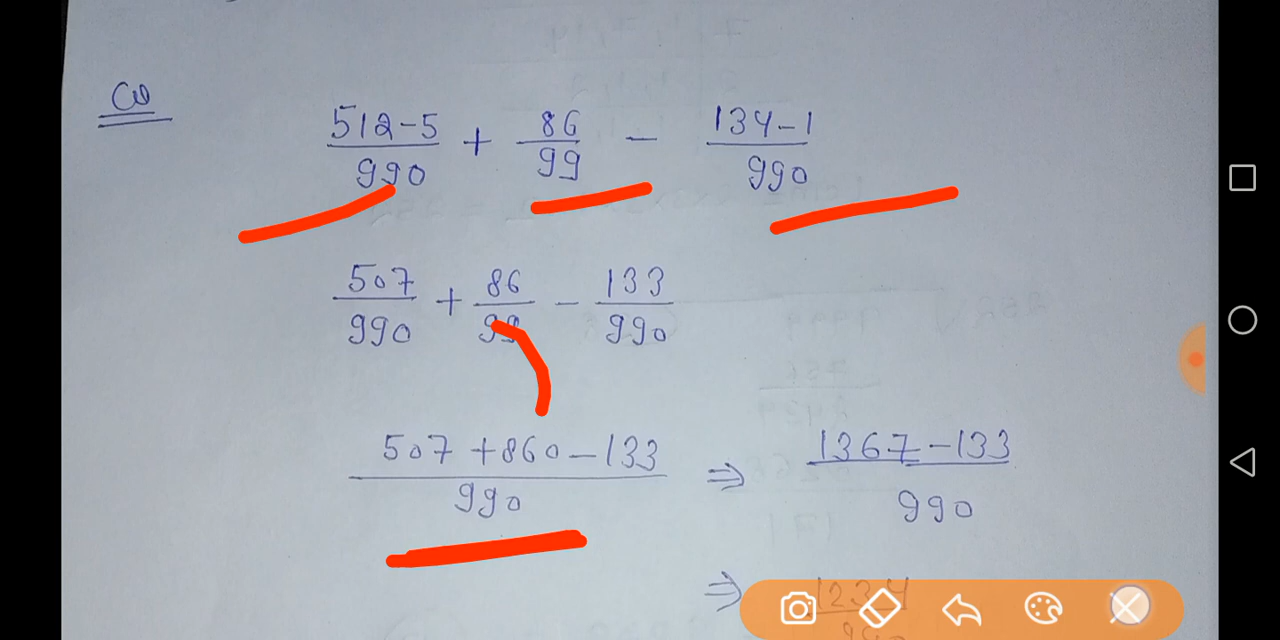 512-5/990 + 86/99 - 134-1/990
507/990 + 86/99 - 133/990
507+860-133/990 ⇒ 1367-133/990
⇒ 1234